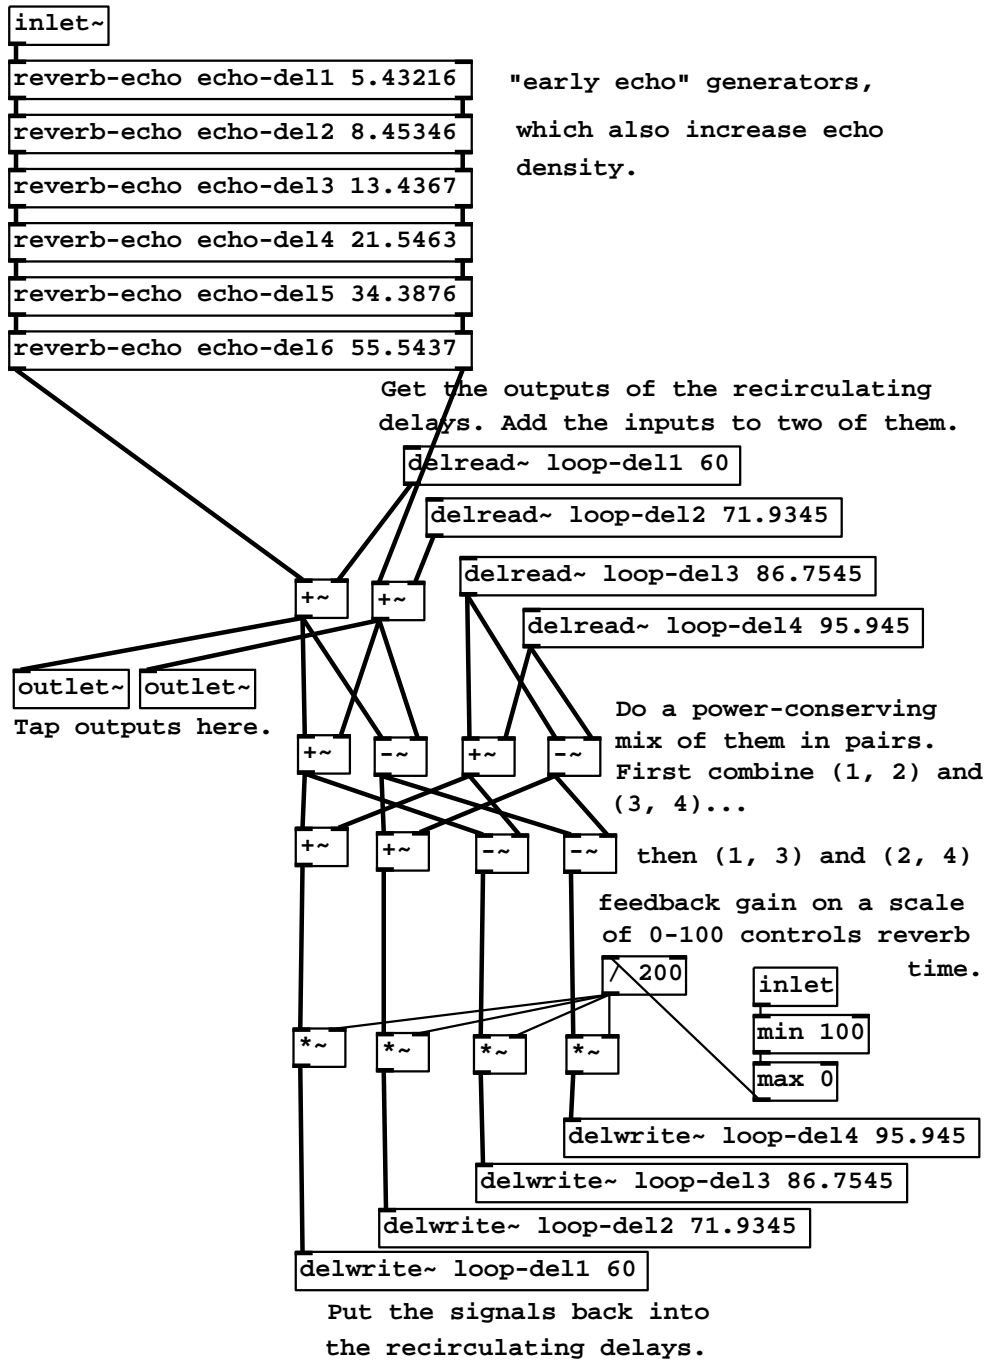 inlet~
reverb-echo echo-del1 5.43216
"early echo" generators,
reverb-echo echo-del2 8.45346
which also increase echo
density.
reverb-echo echo-del3 13.4367
reverb-echo echo-del4 21.5463
reverb-echo echo-del5 34.3876
reverb-echo echo-del6 55.5437
Get the outputs of the recirculating
delays. Add the inputs to two of them.
delread~ loop-del1 60
delread~ loop-del2 71.9345
delread~ loop-del3 86.7545
+~
+~
delread~ loop-del4 95.945
outlet~
outlet~
Tap outputs here.
Do a power-conserving
mix of them in pairs.
First combine (1, 2) and
(3, 4)...
+~
-~
+~
-~
+~
+~
-~
-~
then (1, 3) and (2, 4)
feedback gain on a scale
of 0-100 controls reverb
time.
/ 200
inlet
min 100
max 0
*~
*~
*~
*~
delwrite~ loop-del4 95.945
delwrite~ loop-del3 86.7545
delwrite~ loop-del2 71.9345
delwrite~ loop-del1 60
Put the signals back into
the recirculating delays.